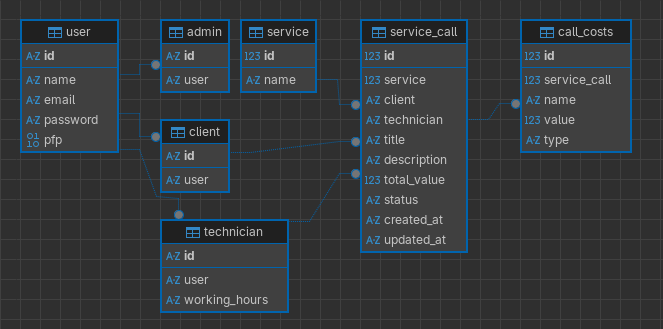 user
A-Z id
A-Z name
A-Z email
A-Z password
01 10 pfp
admin
A-Z id
A-Z user
service
123 id
A-Z name
client
A-Z id
A-Z user
technician
A-Z id
A-Z user
A-Z working_hours
service_call
123 id
123 service
A-Z client
A-Z technician
A-Z title
A-Z description
123 total_value
A-Z status
A-Z created_at
A-Z updated_at
call_costs
123 id
123 service_call
A-Z name
123 value
A-Z type